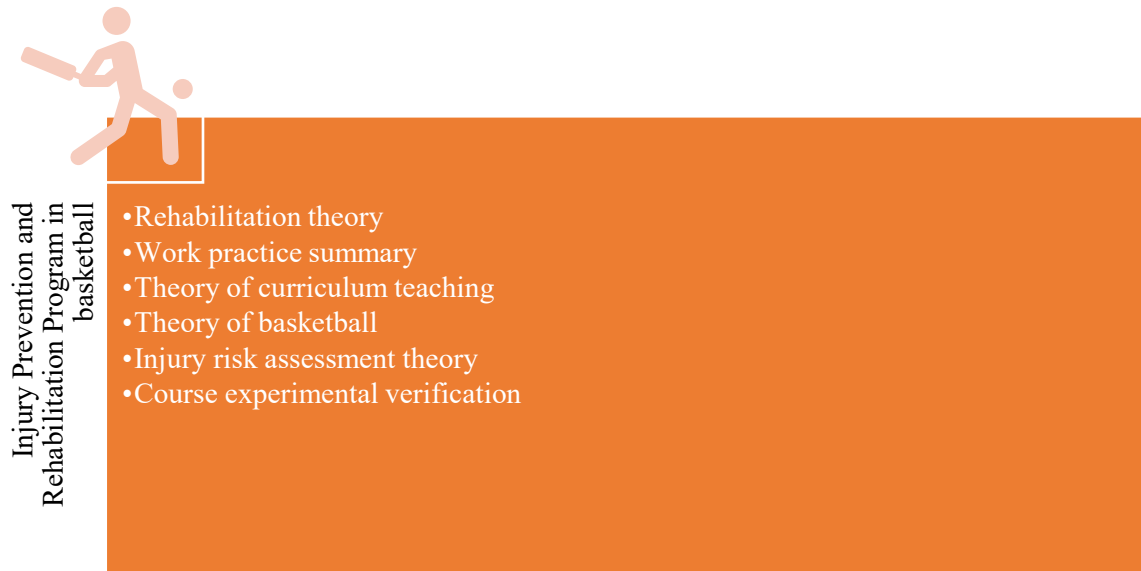 Injury Prevention and
Rehabilitation Program in
basketball
•Rehabilitation theory
•Work practice summary
•Theory of curriculum teaching
•Theory of basketball
•Injury risk assessment theory
•Course experimental verification